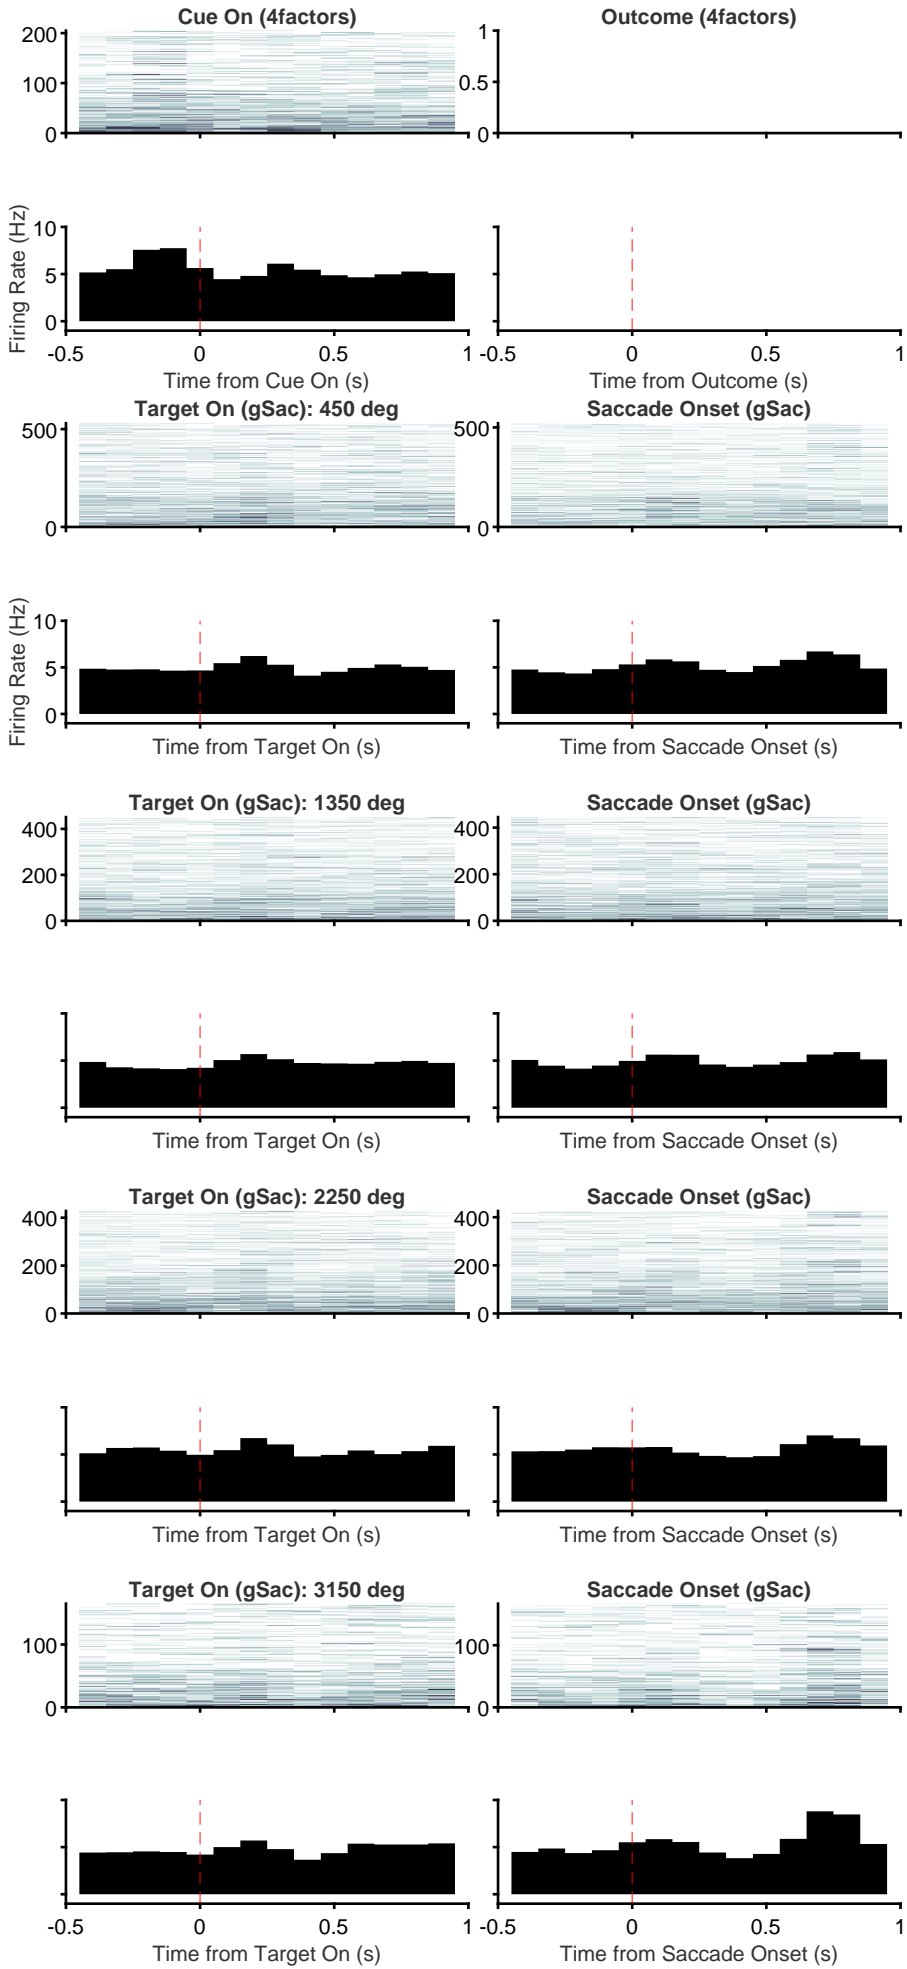 Cue On (4factors)
Outcome (4factors)
200
100
0
1
0.5
0
Firing Rate (Hz)
10
5
0
-0.5 0 0.5 1
-0.5 0 0.5 1
Time from Cue On (s)
Time from Outcome (s)
Target On (gSac): 450 deg
Saccade Onset (gSac)
500
0
500
0
Firing Rate (Hz)
10
5
0
Time from Target On (s)
Time from Saccade Onset (s)
Target On (gSac): 1350 deg
Saccade Onset (gSac)
400
200
0
400
200
0
Time from Target On (s)
Time from Saccade Onset (s)
Target On (gSac): 2250 deg
Saccade Onset (gSac)
400
200
0
400
200
0
Time from Target On (s)
Time from Saccade Onset (s)
Target On (gSac): 3150 deg
Saccade Onset (gSac)
100
0
100
0
-0.5 0 0.5 1
-0.5 0 0.5 1
Time from Target On (s)
Time from Saccade Onset (s)